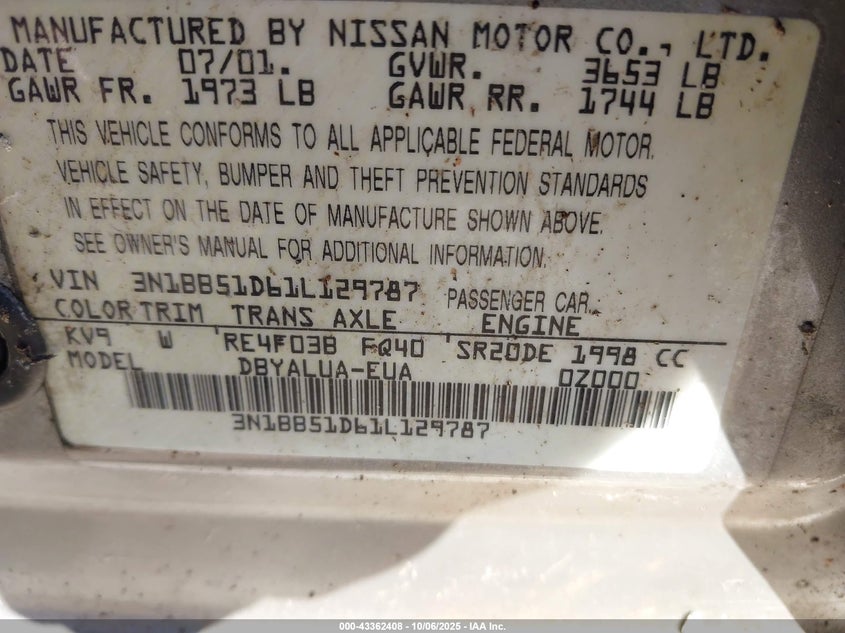 MANUFACTURED BY NISSAN MOTOR CO., LTD.
DATE 07/01. GVWR. 3653 LB
GAWR FR. 1973 LB GAWR RR. 1744 LB
THIS VEHICLE CONFORMS TO ALL APPLICABLE FEDERAL MOTOR
VEHICLE SAFETY, BUMPER AND THEFT PREVENTION STANDARDS
IN EFFECT ON THE DATE OF MANUFACTURE SHOWN ABOVE.
SEE OWNER'S MANUAL FOR ADDITIONAL INFORMATION.
VIN 3N1BB51D61L129787 PASSENGER CAR
COLOR TRIM TRANS AXLE ENGINE
KV9 W RE4F03B FQ40 SR20DE 1998 CC
MODEL DBYALUA-EUA 0Z000
3N1BB51D61L129787
000-43362408 - 10/06/2025 - IAA Inc.